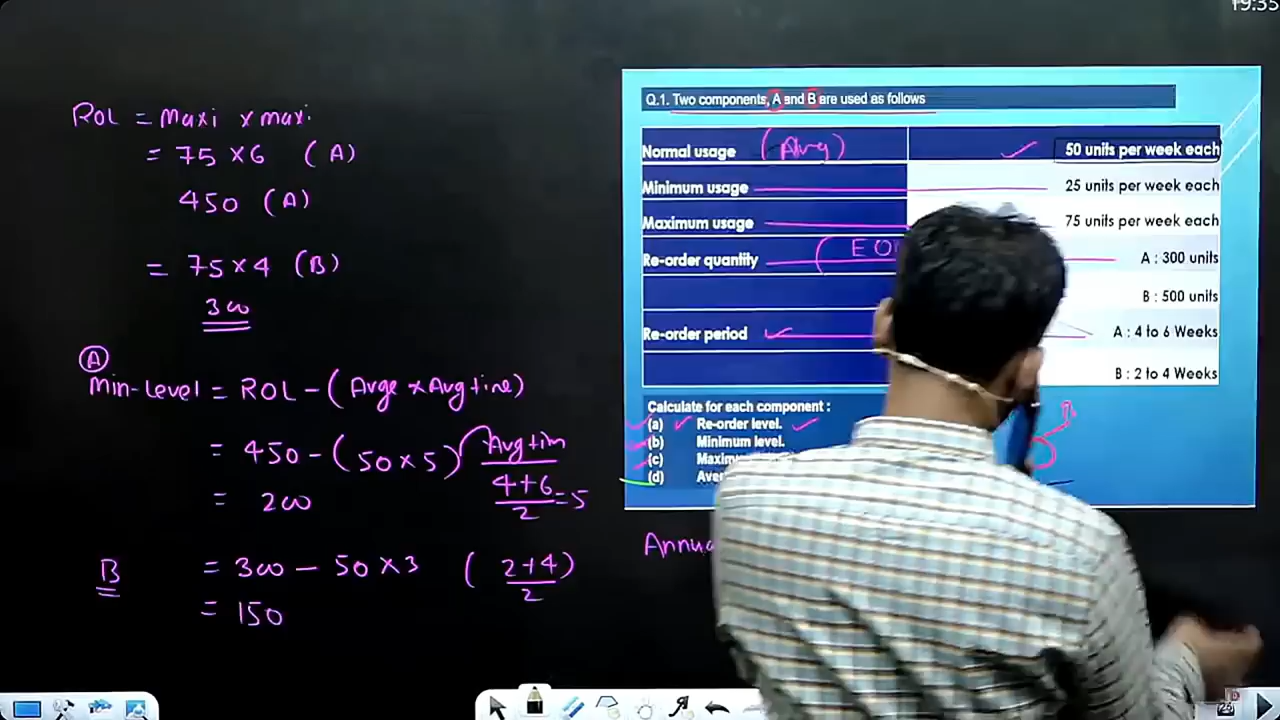 19:35
ROL = Maxi x maxi
= 75 x 6 (A)
450 (A)
= 75 x 4 (B)
300
(A)
Min-Level = ROL - (Avge x Avg time)
= 450 - (50 x 5) Avg tim
= 200 4+6/2 = 5
B = 300 - 50 x 3 (2+4/2)
= 150
Q.1. Two components, A and B are used as follows
Normal usage (Avg) 50 units per week each
Minimum usage 25 units per week each
Maximum usage 75 units per week each
Re-order quantity A : 300 units
B : 500 units
Re-order period A : 4 to 6 Weeks
B : 2 to 4 Weeks
Calculate for each component :
(a) Re-order level.
(b) Minimum level.
(c)
(d)